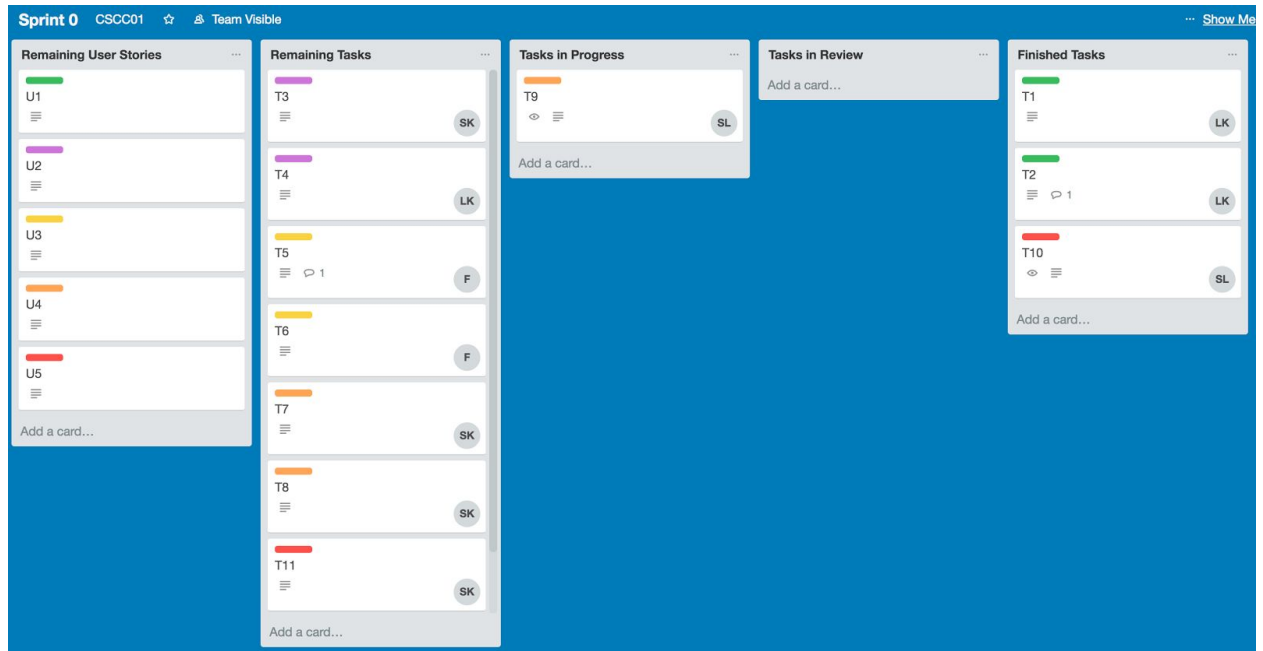 Sprint 0 CSCC01 Team Visible ... Show Me
Remaining User Stories ...
U1
U2
U3
U4
U5
Add a card...
Remaining Tasks ...
T3
SK
T4
LK
T5
1
F
T6
F
T7
SK
T8
SK
T11
SK
Add a card...
Tasks in Progress ...
T9
SL
Add a card...
Tasks in Review ...
Add a card...
Finished Tasks ...
T1
LK
T2
1
LK
T10
SL
Add a card...